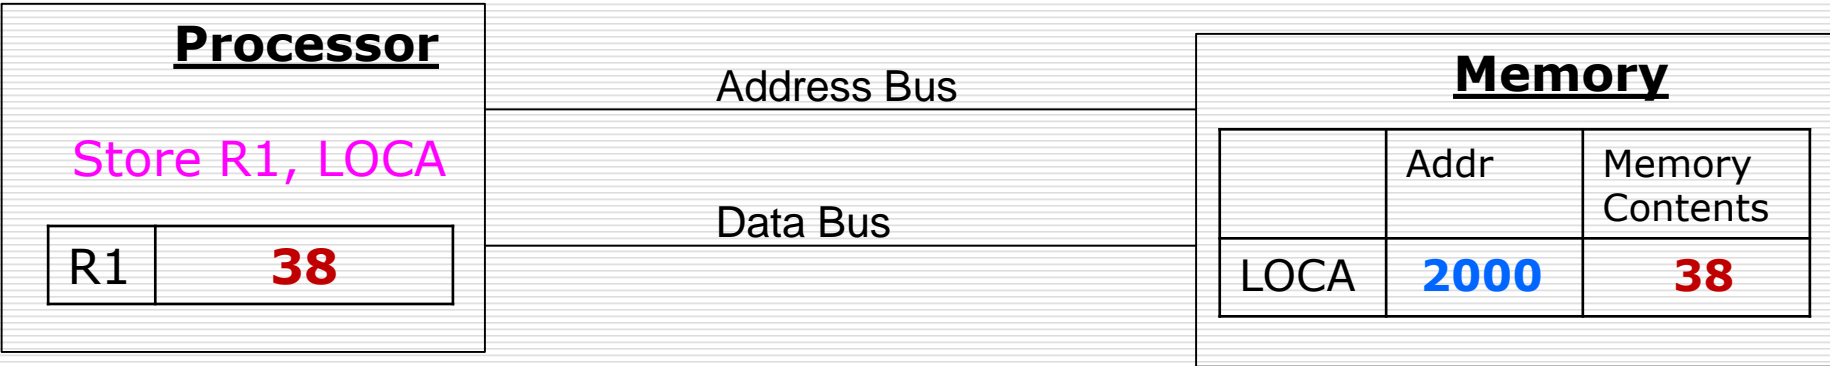 Processor
Store R1, LOCA
R1 38
Address Bus
Data Bus
Memory
Addr Memory
Contents
LOCA 2000 38